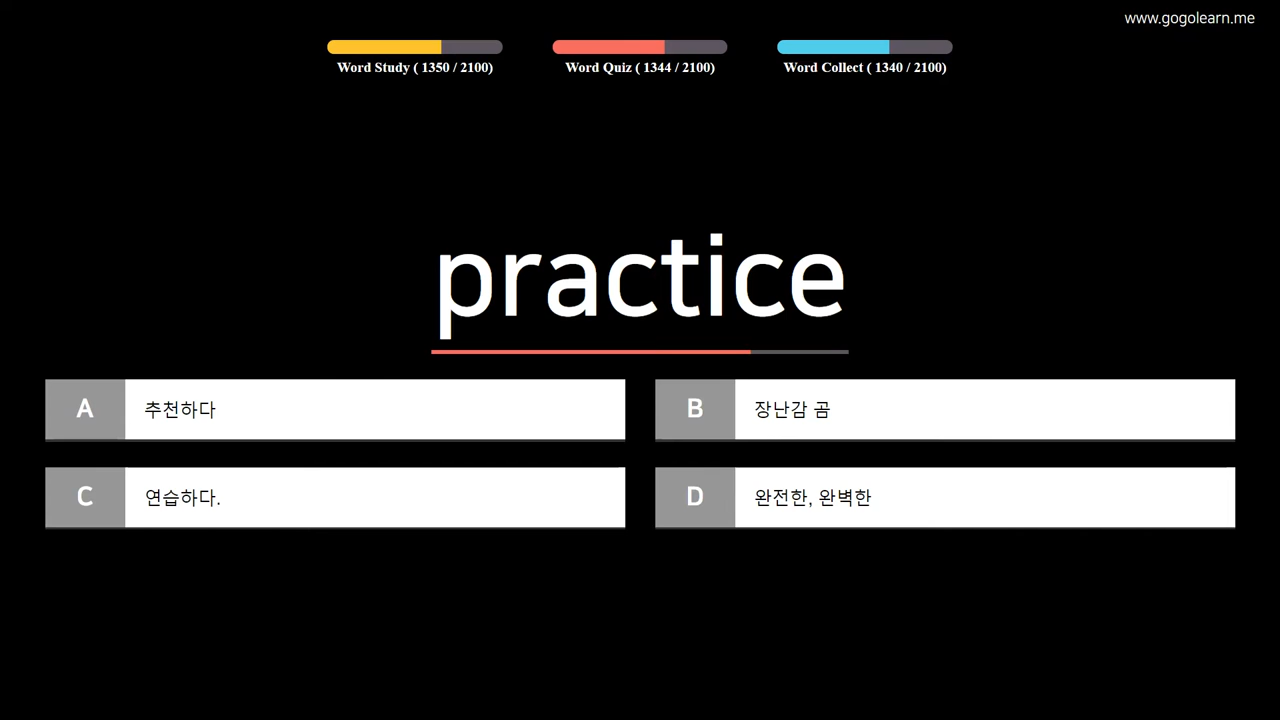 www.gogolearn.me
Word Study ( 1350 / 2100)
Word Quiz ( 1344 / 2100)
Word Collect ( 1340 / 2100)
practice
A 추천하다
B 장난감 곰
C 연습하다.
D 완전한, 완벽한